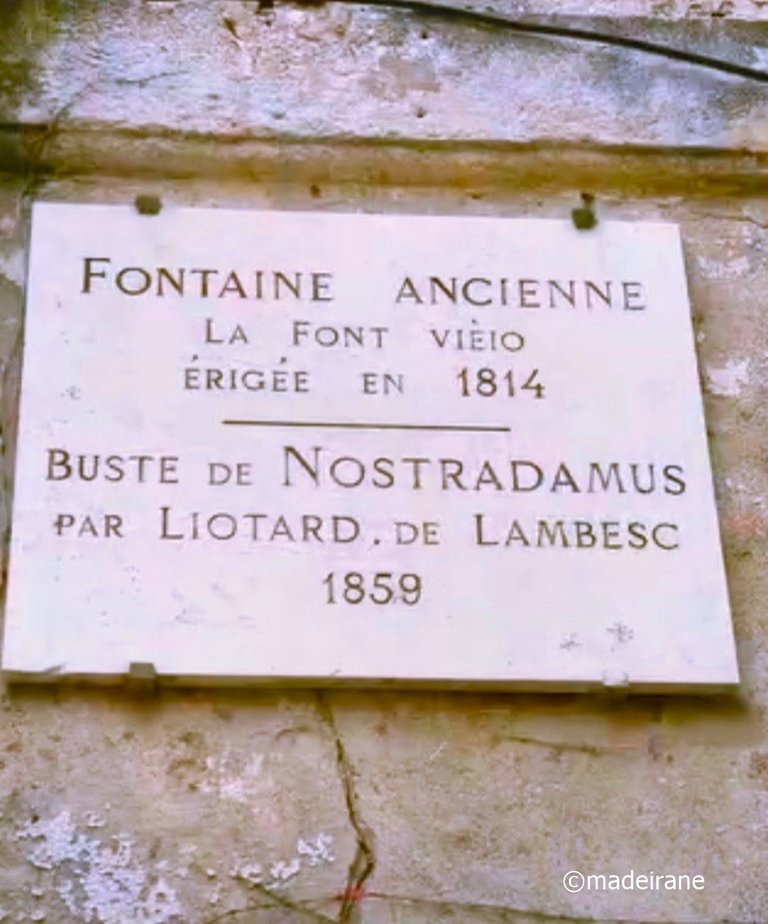 FONTAINE ANCIENNE
LA FONT VIÈIO
ÉRIGÉE EN 1814
BUSTE DE NOSTRADAMUS
PAR LIOTARD, DE LAMBESC
1859
©madeirane